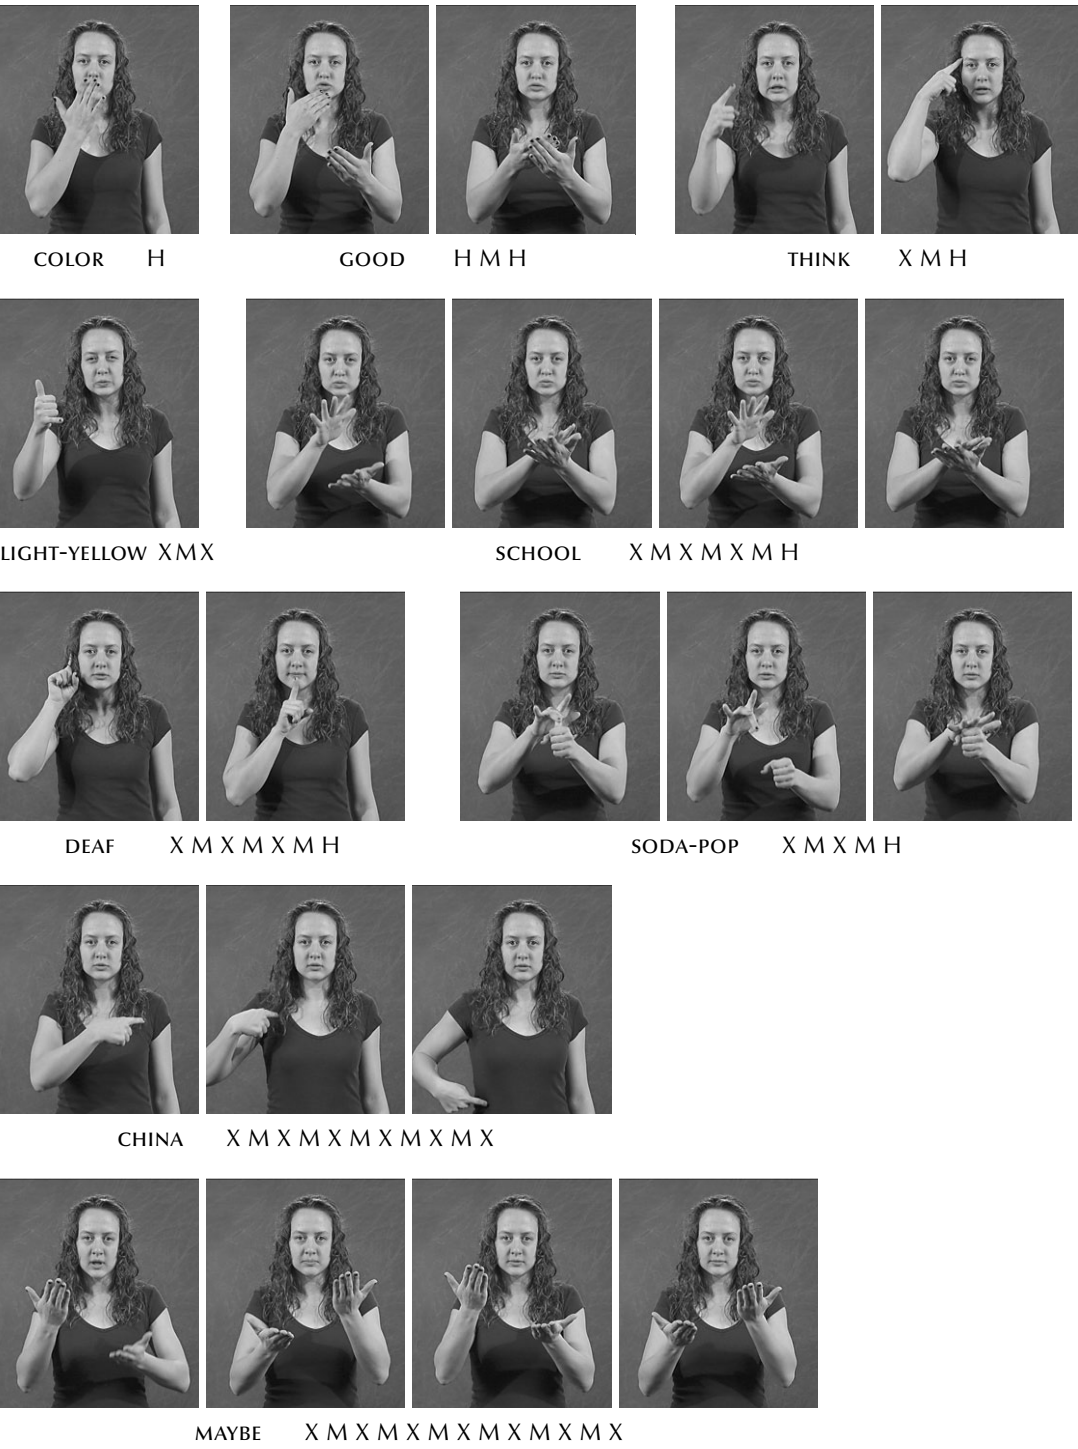 COLOR H
GOOD H M H
THINK X M H
LIGHT-YELLOW X M X
SCHOOL X M X M X M H
DEAF X M X M X M H
SODA-POP X M X M H
CHINA X M X M X M X M X M X
MAYBE X M X M X M X M X M X M X